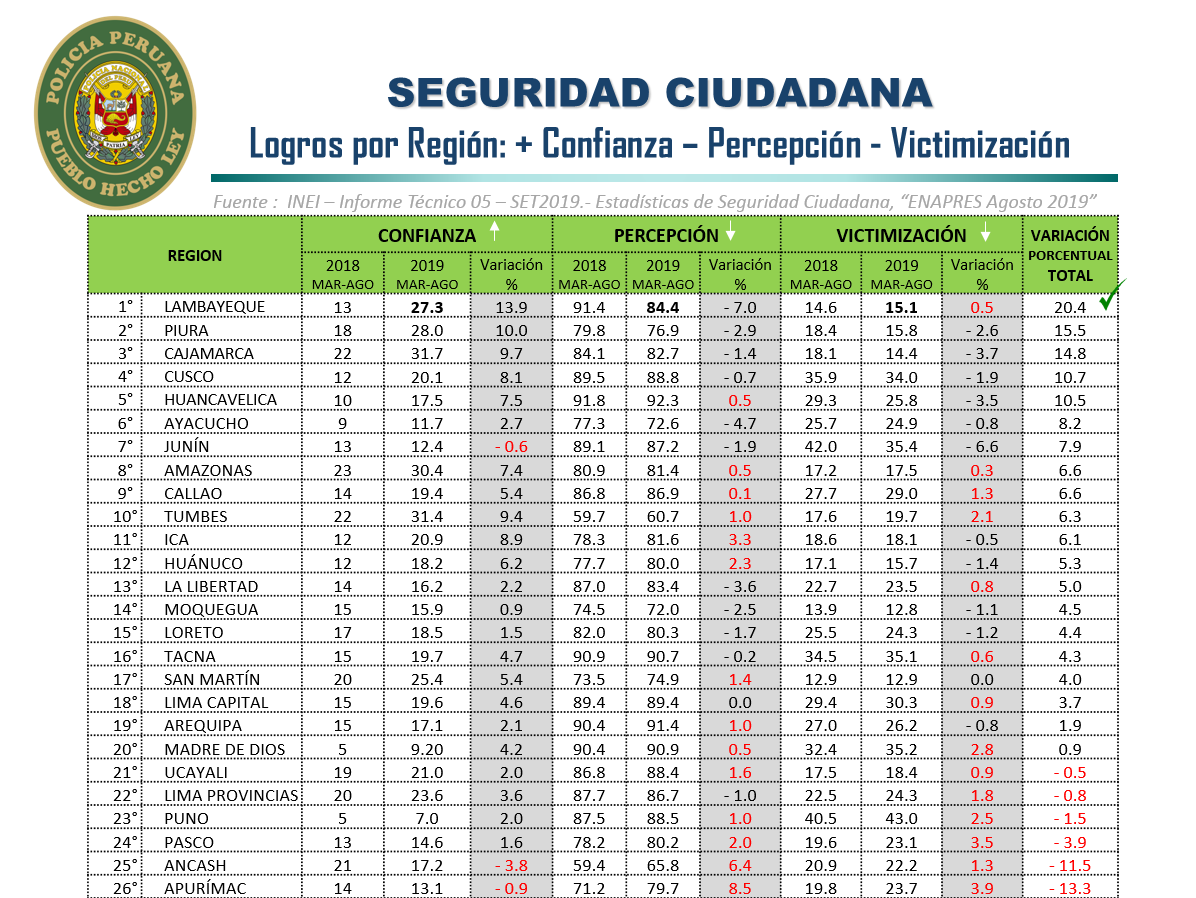 POLICIA PERUANA
PUEBLO HECHO LEY
SEGURIDAD CIUDADANA
Logros por Región: + Confianza – Percepción - Victimización
Fuente : INEI – Informe Técnico 05 – SET2019.- Estadísticas de Seguridad Ciudadana, “ENAPRES Agosto 2019”
REGION CONFIANZA PERCEPCIÓN VICTIMIZACIÓN VARIACIÓN PORCENTUAL TOTAL
2018 2019 Variación 2018 2019 Variación 2018 2019 Variación
MAR-AGO MAR-AGO % MAR-AGO MAR-AGO % MAR-AGO MAR-AGO %
1° LAMBAYEQUE 13 27.3 13.9 91.4 84.4 - 7.0 14.6 15.1 0.5 20.4
2° PIURA 18 28.0 10.0 79.8 76.9 - 2.9 18.4 15.8 - 2.6 15.5
3° CAJAMARCA 22 31.7 9.7 84.1 82.7 - 1.4 18.1 14.4 - 3.7 14.8
4° CUSCO 12 20.1 8.1 89.5 88.8 - 0.7 35.9 34.0 - 1.9 10.7
5° HUANCAVELICA 10 17.5 7.5 91.8 92.3 0.5 29.3 25.8 - 3.5 10.5
6° AYACUCHO 9 11.7 2.7 77.3 72.6 - 4.7 25.7 24.9 - 0.8 8.2
7° JUNÍN 13 12.4 - 0.6 89.1 87.2 - 1.9 42.0 35.4 - 6.6 7.9
8° AMAZONAS 23 30.4 7.4 80.9 81.4 0.5 17.2 17.5 0.3 6.6
9° CALLAO 14 19.4 5.4 86.8 86.9 0.1 27.7 29.0 1.3 6.6
10° TUMBES 22 31.4 9.4 59.7 60.7 1.0 17.6 19.7 2.1 6.3
11° ICA 12 20.9 8.9 78.3 81.6 3.3 18.6 18.1 - 0.5 6.1
12° HUÁNUCO 12 18.2 6.2 77.7 80.0 2.3 17.1 15.7 - 1.4 5.3
13° LA LIBERTAD 14 16.2 2.2 87.0 83.4 - 3.6 22.7 23.5 0.8 5.0
14° MOQUEGUA 15 15.9 0.9 74.5 72.0 - 2.5 13.9 12.8 - 1.1 4.5
15° LORETO 17 18.5 1.5 82.0 80.3 - 1.7 25.5 24.3 - 1.2 4.4
16° TACNA 15 19.7 4.7 90.9 90.7 - 0.2 34.5 35.1 0.6 4.3
17° SAN MARTÍN 20 25.4 5.4 73.5 74.9 1.4 12.9 12.9 0.0 4.0
18° LIMA CAPITAL 15 19.6 4.6 89.4 89.4 0.0 29.4 30.3 0.9 3.7
19° AREQUIPA 15 17.1 2.1 90.4 91.4 1.0 27.0 26.2 - 0.8 1.9
20° MADRE DE DIOS 5 9.20 4.2 90.4 90.9 0.5 32.4 35.2 2.8 0.9
21° UCAYALI 19 21.0 2.0 86.8 88.4 1.6 17.5 18.4 0.9 - 0.5
22° LIMA PROVINCIAS 20 23.6 3.6 87.7 86.7 - 1.0 22.5 24.3 1.8 - 0.8
23° PUNO 5 7.0 2.0 87.5 88.5 1.0 40.5 43.0 2.5 - 1.5
24° PASCO 13 14.6 1.6 78.2 80.2 2.0 19.6 23.1 3.5 - 3.9
25° ANCASH 21 17.2 - 3.8 59.4 65.8 6.4 20.9 22.2 1.3 - 11.5
26° APURÍMAC 14 13.1 - 0.9 71.2 79.7 8.5 19.8 23.7 3.9 - 13.3